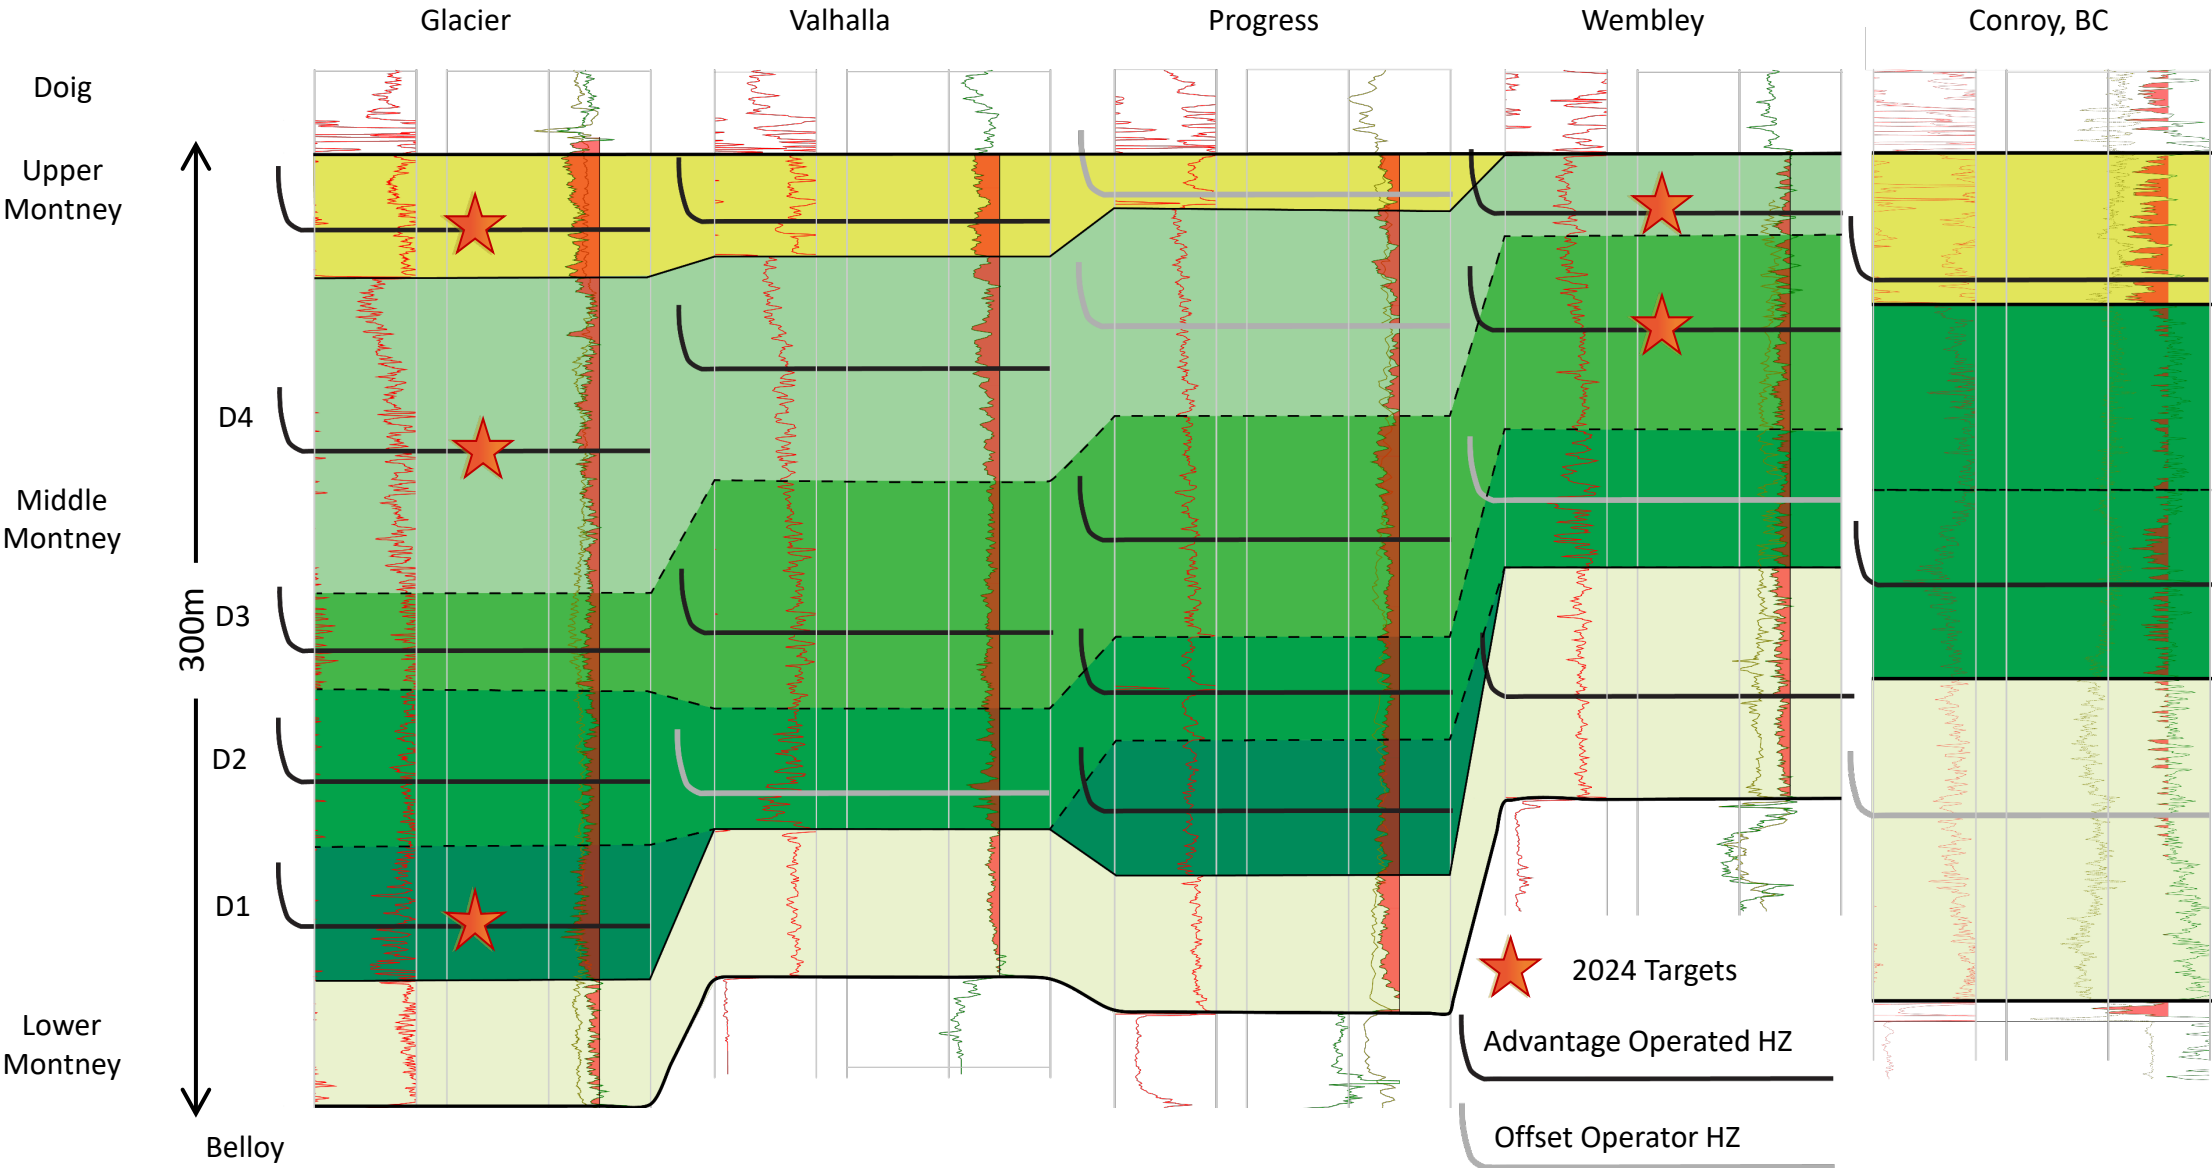 Glacier
Valhalla
Progress
Wembley
Conroy, BC
Doig
Upper
Montney
D4
Middle
Montney
300m
D3
D2
D1
Lower
Montney
Belloy
2024 Targets
Advantage Operated HZ
Offset Operator HZ